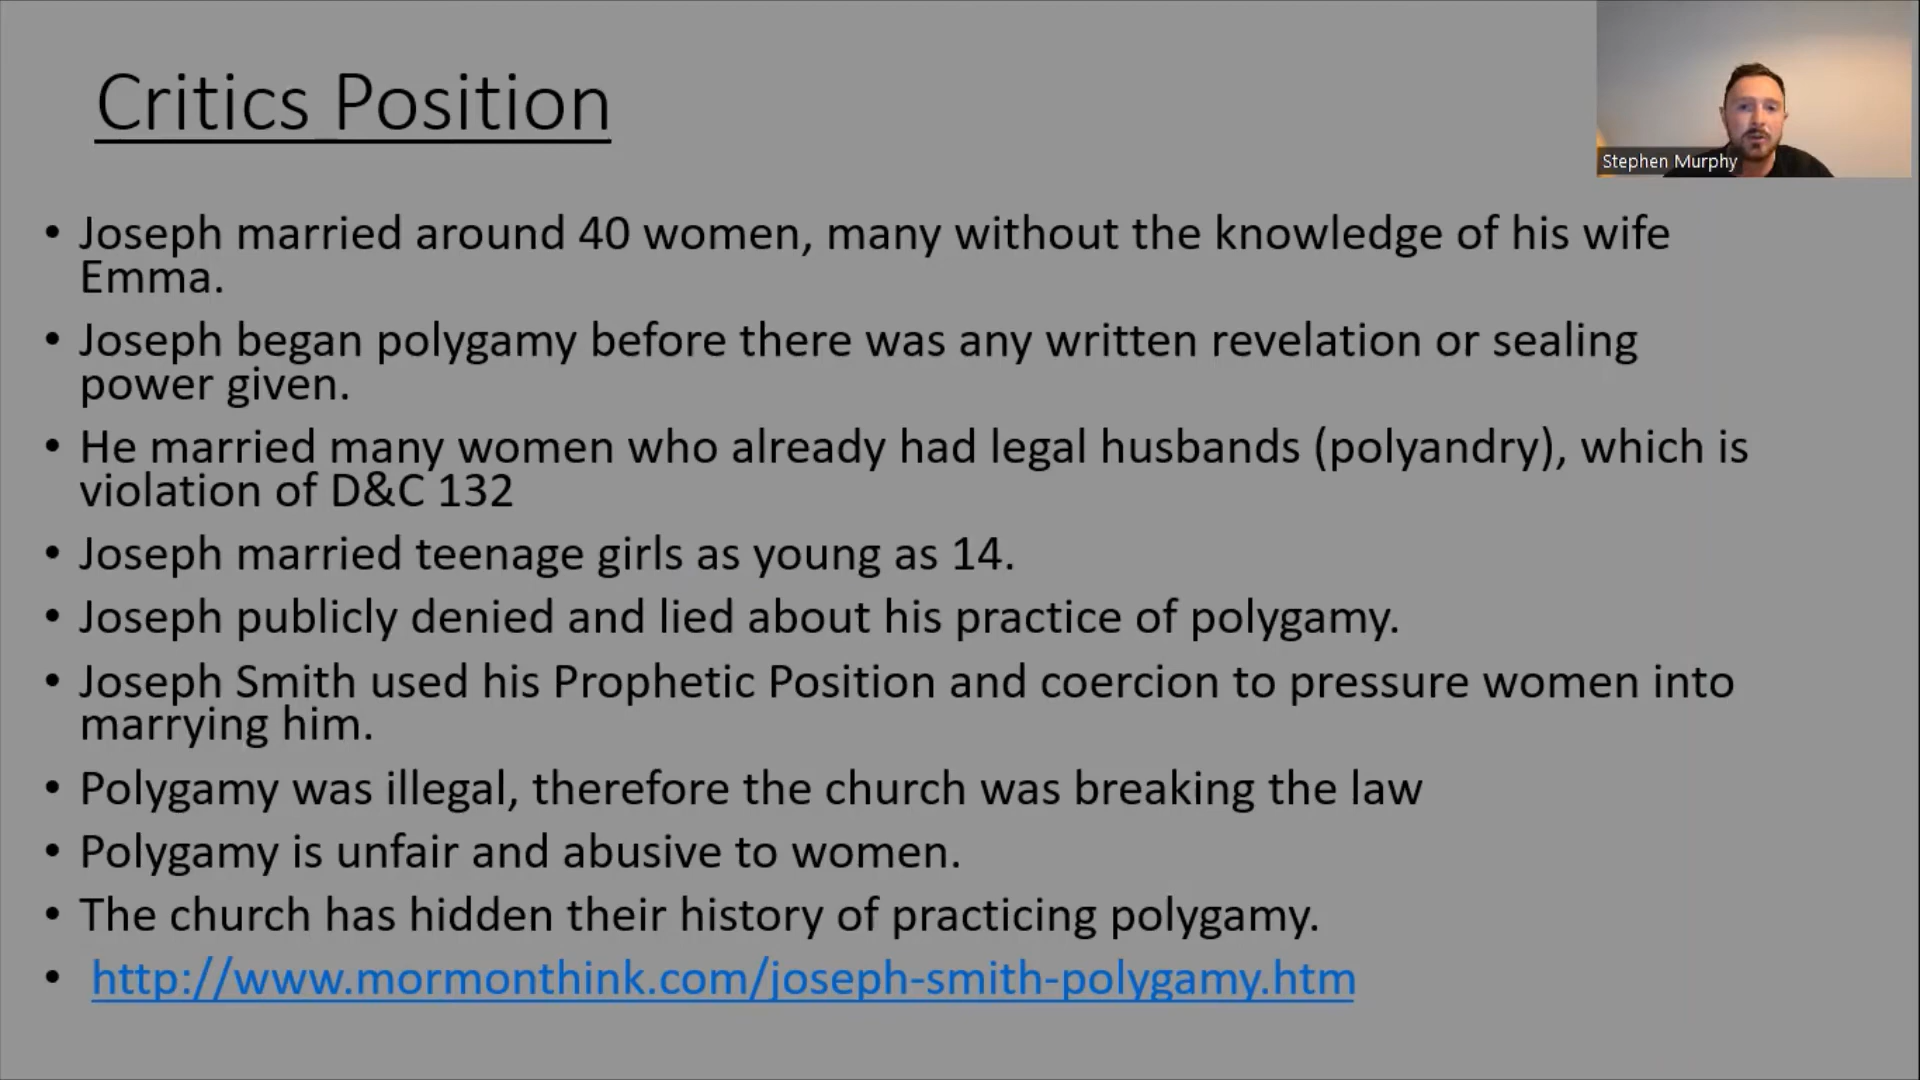 Critics Position
Stephen Murphy
• Joseph married around 40 women, many without the knowledge of his wife
Emma.
• Joseph began polygamy before there was any written revelation or sealing
power given.
• He married many women who already had legal husbands (polyandry), which is
violation of D&C 132
• Joseph married teenage girls as young as 14.
• Joseph publicly denied and lied about his practice of polygamy.
• Joseph Smith used his Prophetic Position and coercion to pressure women into
marrying him.
• Polygamy was illegal, therefore the church was breaking the law
• Polygamy is unfair and abusive to women.
• The church has hidden their history of practicing polygamy.
• http://www.mormonthink.com/joseph-smith-polygamy.htm